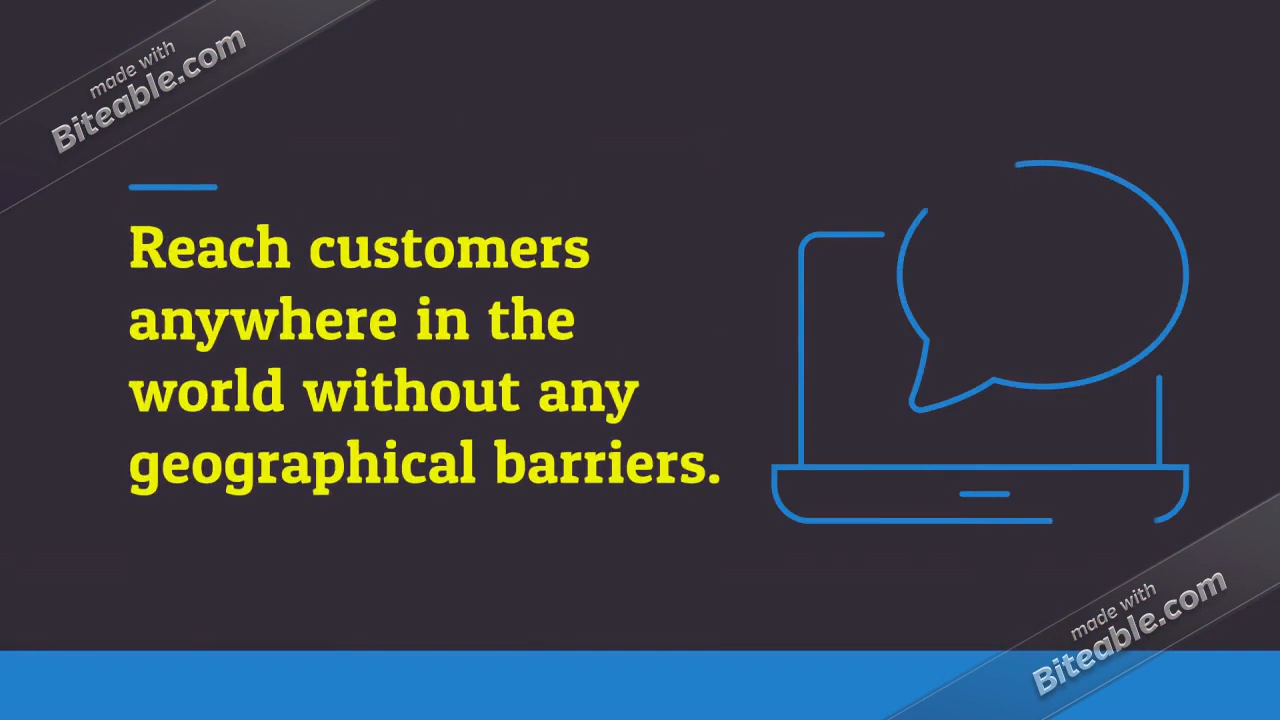 made with
Biteable.com
Reach customers
anywhere in the
world without any
geographical barriers.
made with
Biteable.com